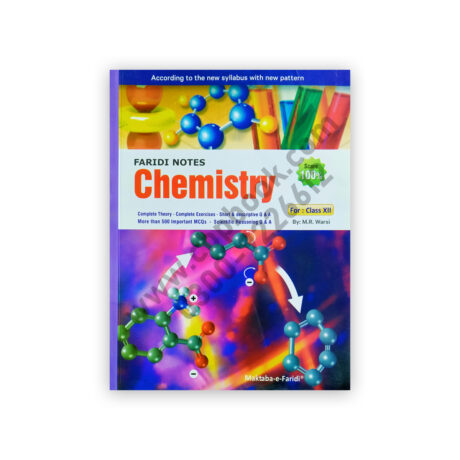 According to the new syllabus with new pattern
FARIDI NOTES
Chemistry
Score
100%
Complete Theory - Complete Exercises - Short & descriptive Q & A
For : Class XII
More than 500 Important MCQs - Scientific Reasoning Q & A
By: M.R. Warsi
Maktaba-e-Faridi®